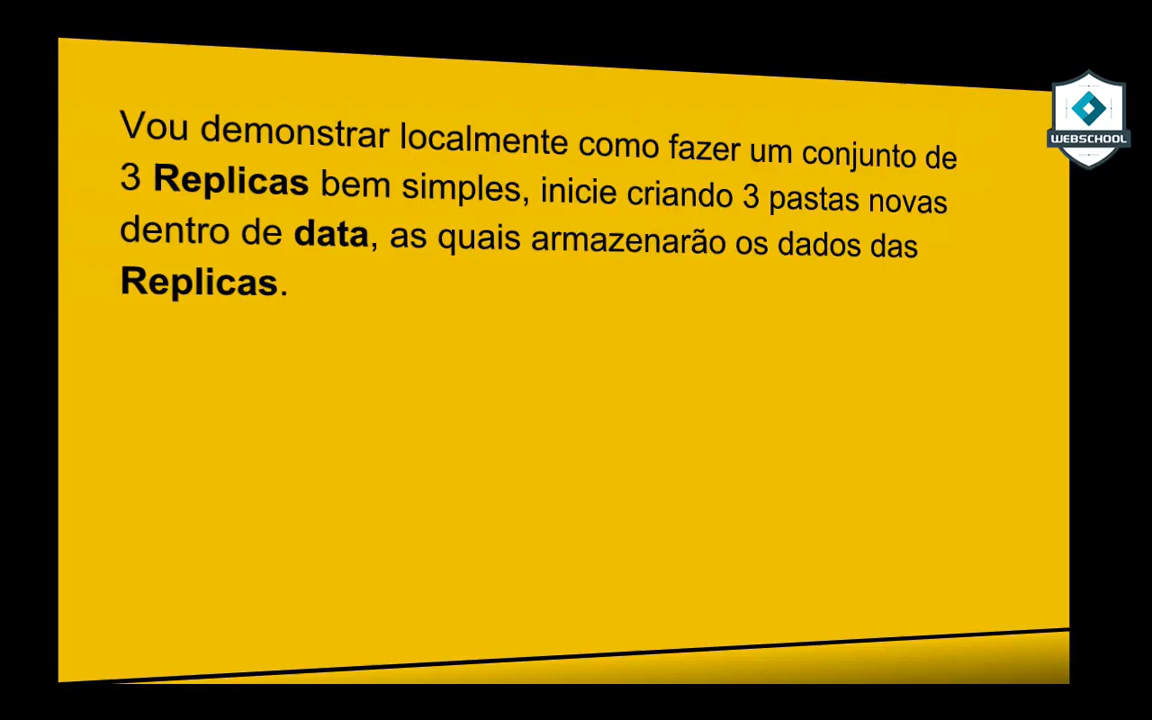 Vou demonstrar localmente como fazer um conjunto de
3 Replicas bem simples, inicie criando 3 pastas novas
dentro de data, as quais armazenarão os dados das
Replicas.
WEBSCHOOL